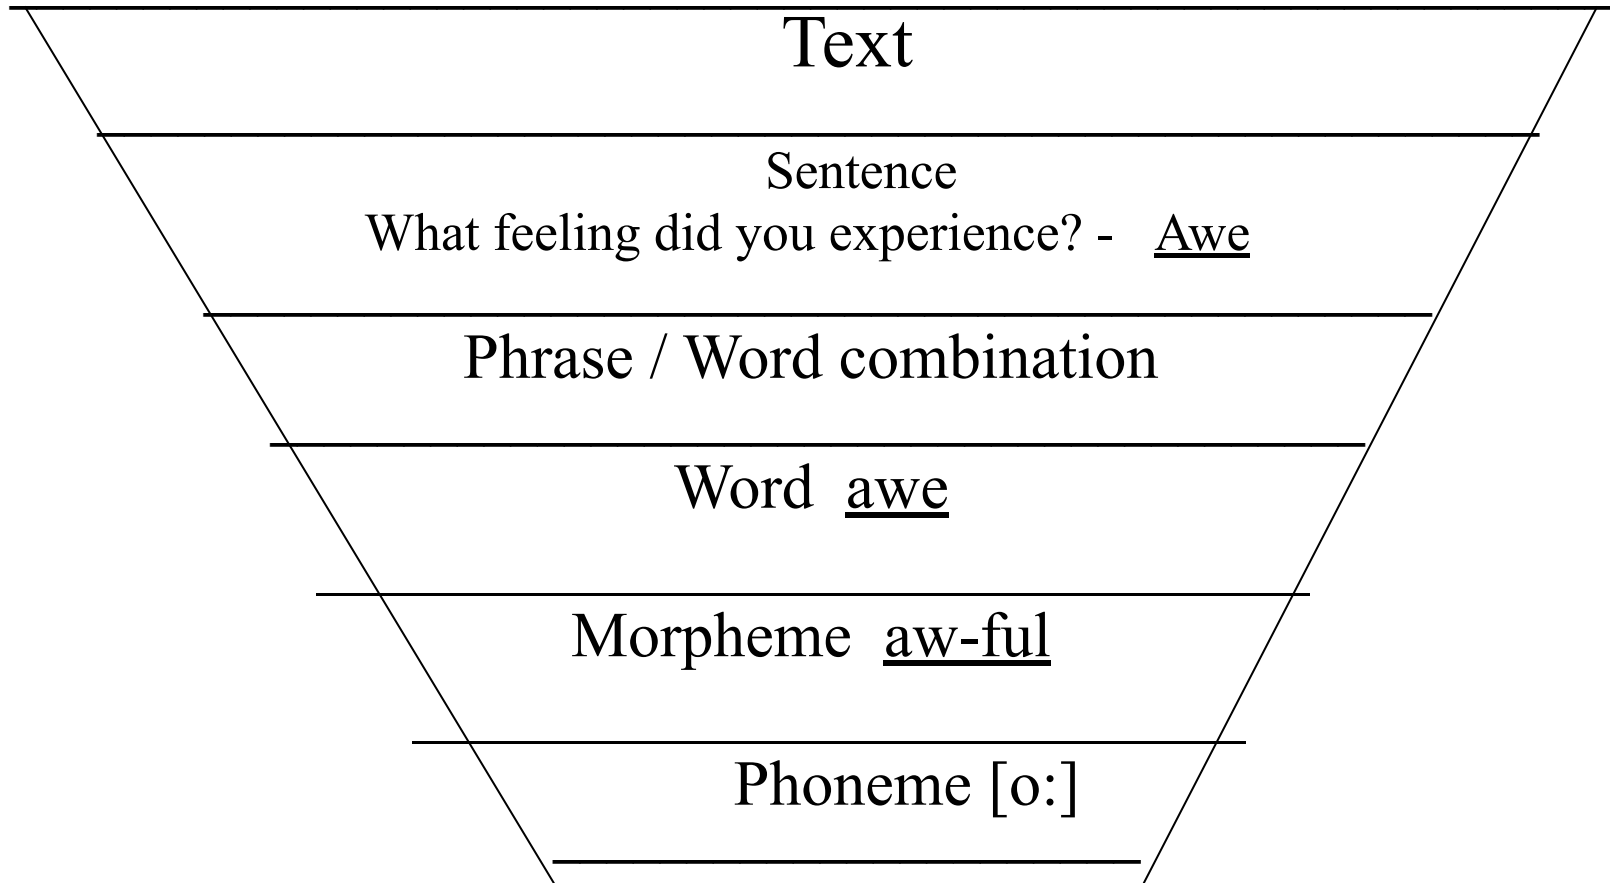 Text
Sentence
What feeling did you experience? - Awe
Phrase / Word combination
Word awe
Morpheme aw-ful
Phoneme [o:]